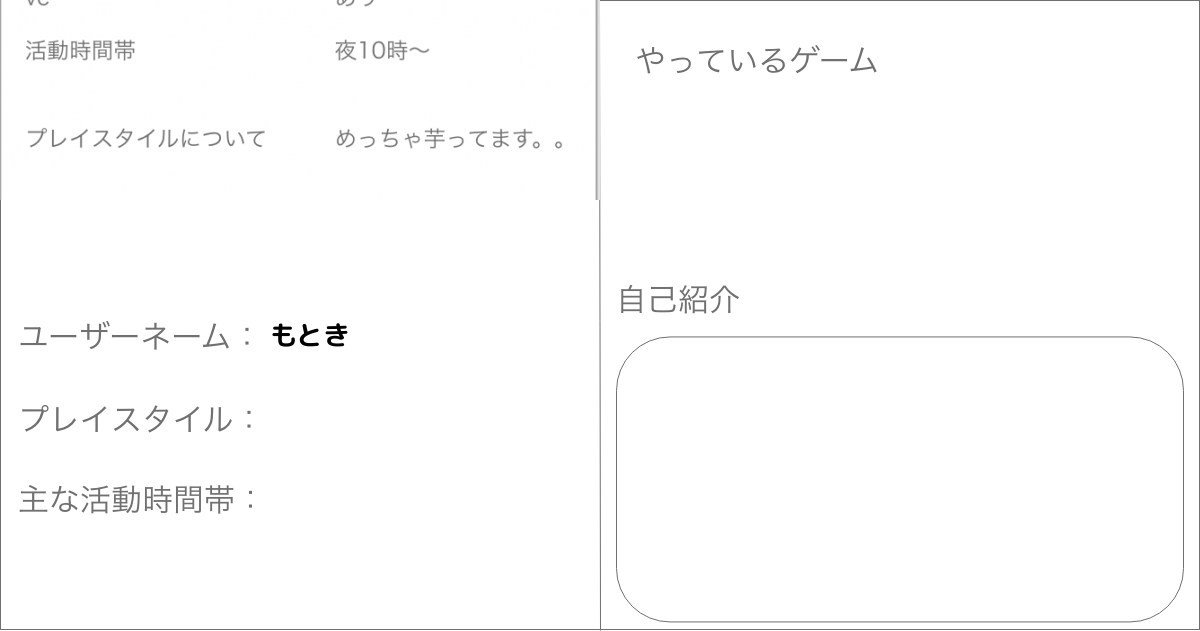 活動時間帯 夜10時～
プレイスタイルについて めっちゃ芋ってます。。
ユーザーネーム： もとき
プレイスタイル：
主な活動時間帯：
やっているゲーム
自己紹介